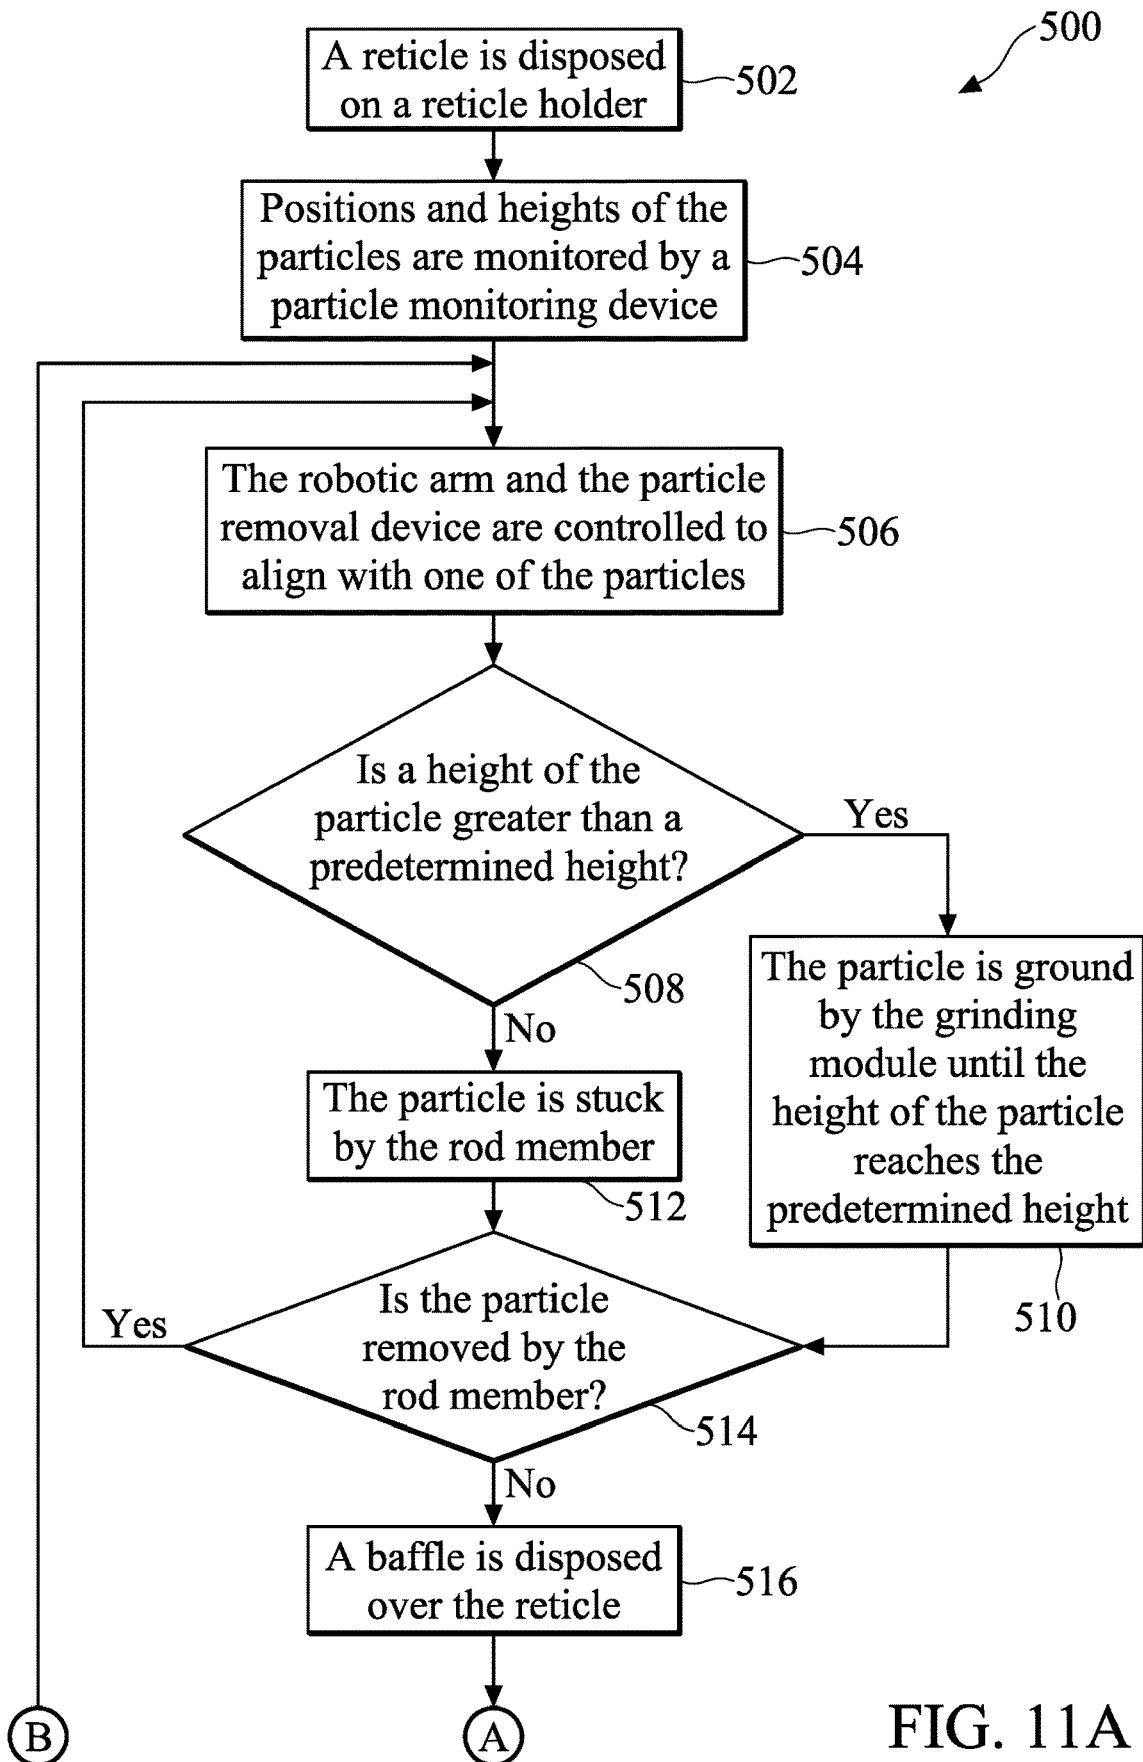 500
A reticle is disposed
on a reticle holder
502
Positions and heights of the
particles are monitored by a
particle monitoring device
504
The robotic arm and the particle
removal device are controlled to
align with one of the particles
506
Is a height of the
particle greater than a
predetermined height?
508
Yes
No
The particle is ground
by the grinding
module until the
height of the particle
reaches the
predetermined height
510
The particle is stuck
by the rod member
512
Is the particle
removed by the
rod member?
514
Yes
No
A baffle is disposed
over the reticle
516
B
A
FIG. 11A